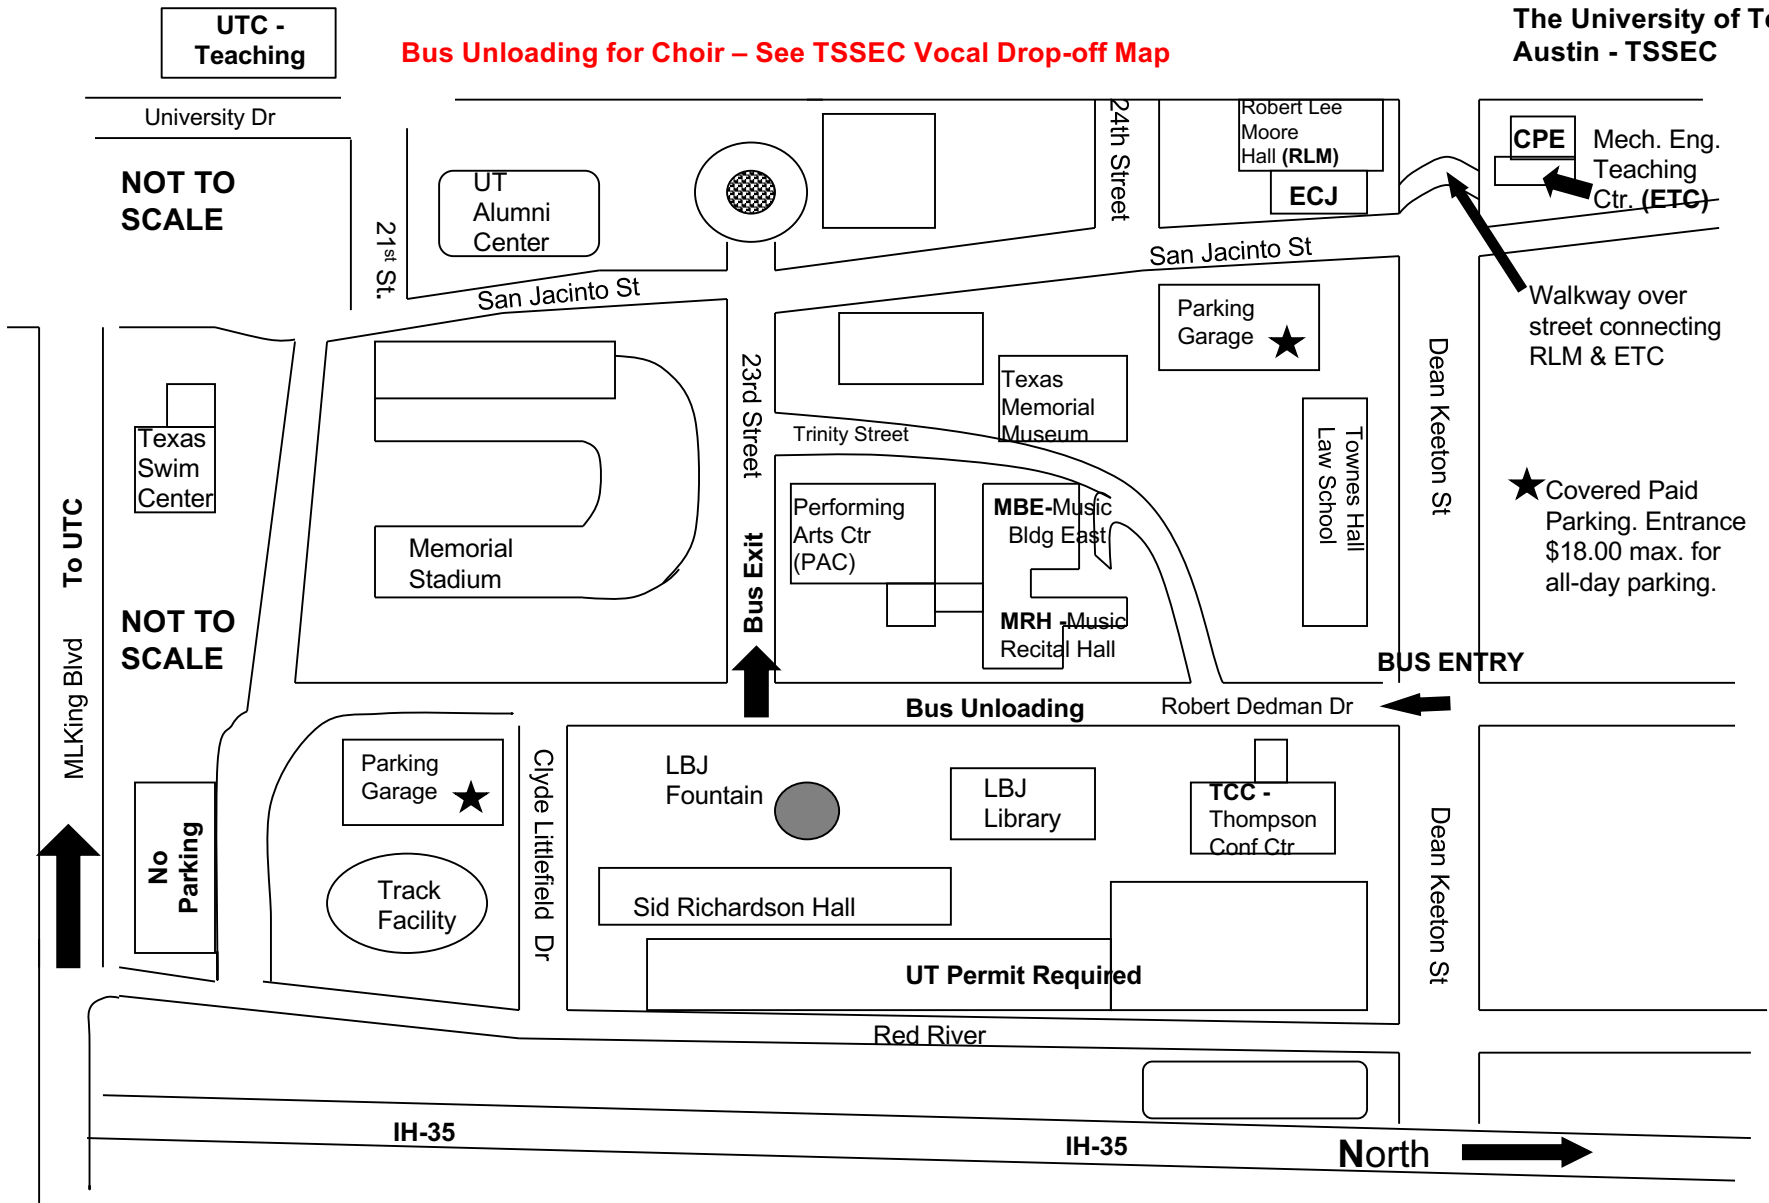 UTC -
Teaching
Bus Unloading for Choir – See TSSEC Vocal Drop-off Map
The University of Te
Austin - TSSEC
University Dr
NOT TO
SCALE
21st St.
UT
Alumni
Center
24th Street
Robert Lee
Moore
Hall (RLM)
ECJ
CPE
Mech. Eng.
Teaching
Ctr. (ETC)
San Jacinto St
San Jacinto St
Walkway over
street connecting
RLM & ETC
Parking
Garage
Texas
Memorial
Museum
23rd Street
Trinity Street
Dean Keeton St
Townes Hall
Law School
Covered Paid
Parking. Entrance
$18.00 max. for
all-day parking.
Texas
Swim
Center
Memorial
Stadium
Performing
Arts Ctr
(PAC)
MBE-Music
Bldg East
MRH -Music
Recital Hall
Bus Exit
To UTC
MLKing Blvd
NOT TO
SCALE
BUS ENTRY
Bus Unloading
Robert Dedman Dr
Parking
Garage
Clyde Littlefield Dr
LBJ
Fountain
LBJ
Library
TCC -
Thompson
Conf Ctr
Dean Keeton St
No
Parking
Track
Facility
Sid Richardson Hall
UT Permit Required
Red River
IH-35
IH-35
North